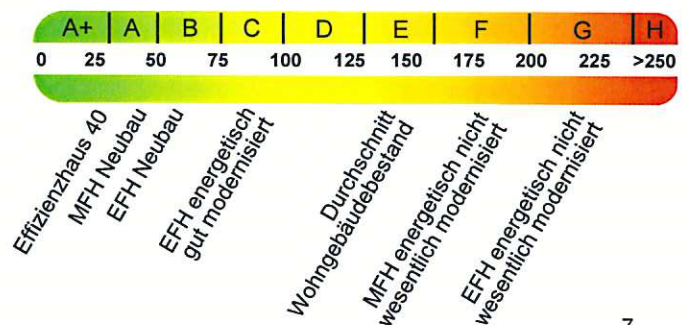 A+ A B C D E F G H
0 25 50 75 100 125 150 175 200 225 >250
Effizienzhaus 40
MFH Neubau
EFH Neubau
EFH energetisch
gut modernisiert
Durchschnitt
Wohngebäudebestand
MFH energetisch nicht
wesentlich modernisiert
EFH energetisch nicht
wesentlich modernisiert
7